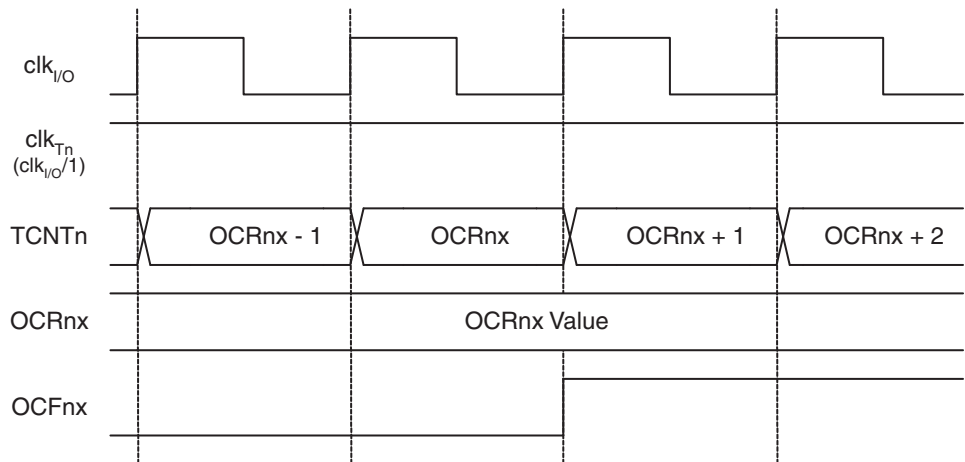 clkI/O
clkTn
(clkI/O/1)
TCNTn
OCRnx - 1
OCRnx
OCRnx + 1
OCRnx + 2
OCRnx
OCRnx Value
OCFnx